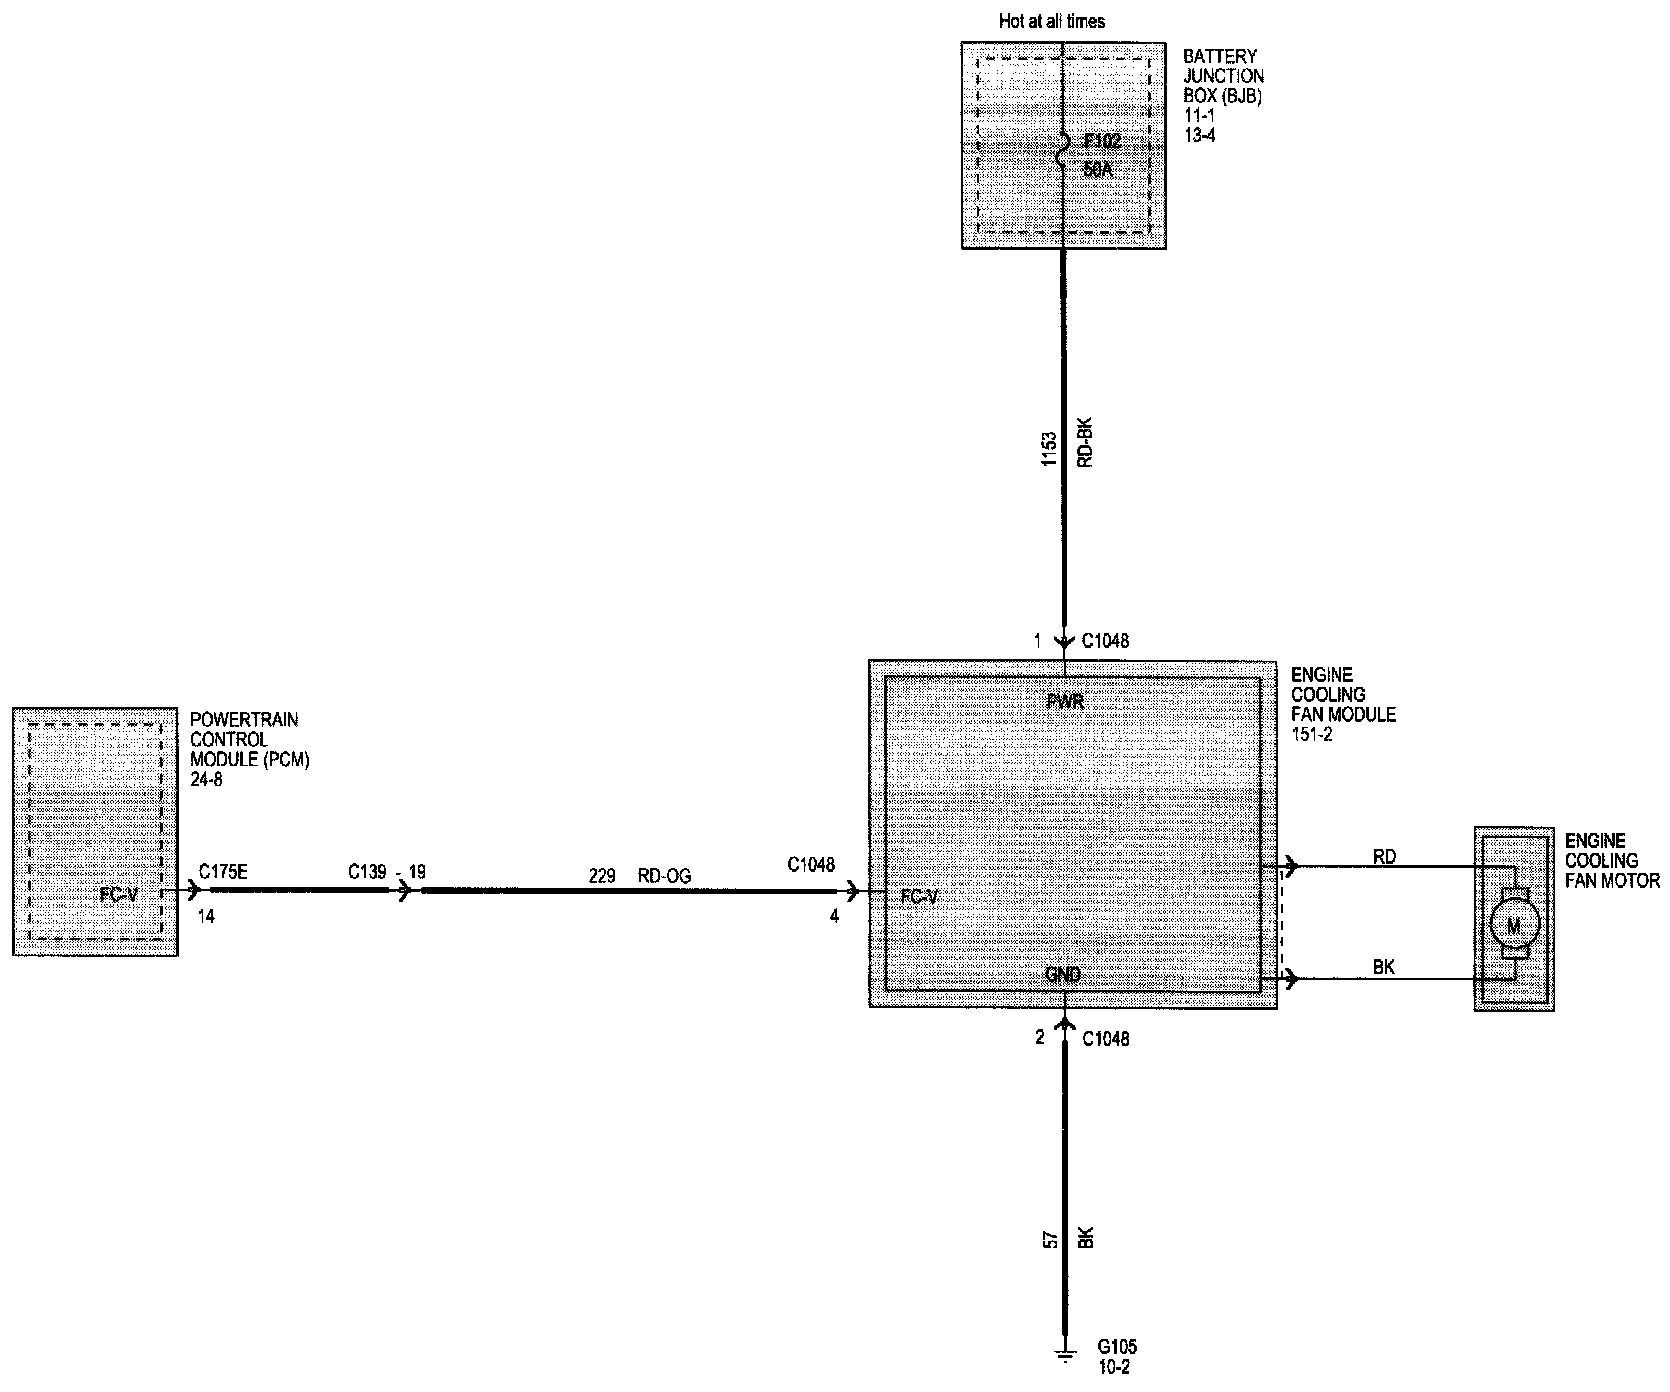 Hot at all times
BATTERY
JUNCTION
BOX (BJB)
11-1
13-4
F102
50A
1153
RD-BK
1
C1048
PWR
ENGINE
COOLING
FAN MODULE
151-2
POWERTRAIN
CONTROL
MODULE (PCM)
24-8
FC-V
C175E
14
C139 - 19
229 RD-OG
C1048
4
FC-V
GND
RD
BK
ENGINE
COOLING
FAN MOTOR
M
2
C1048
57
BK
G105
10-2